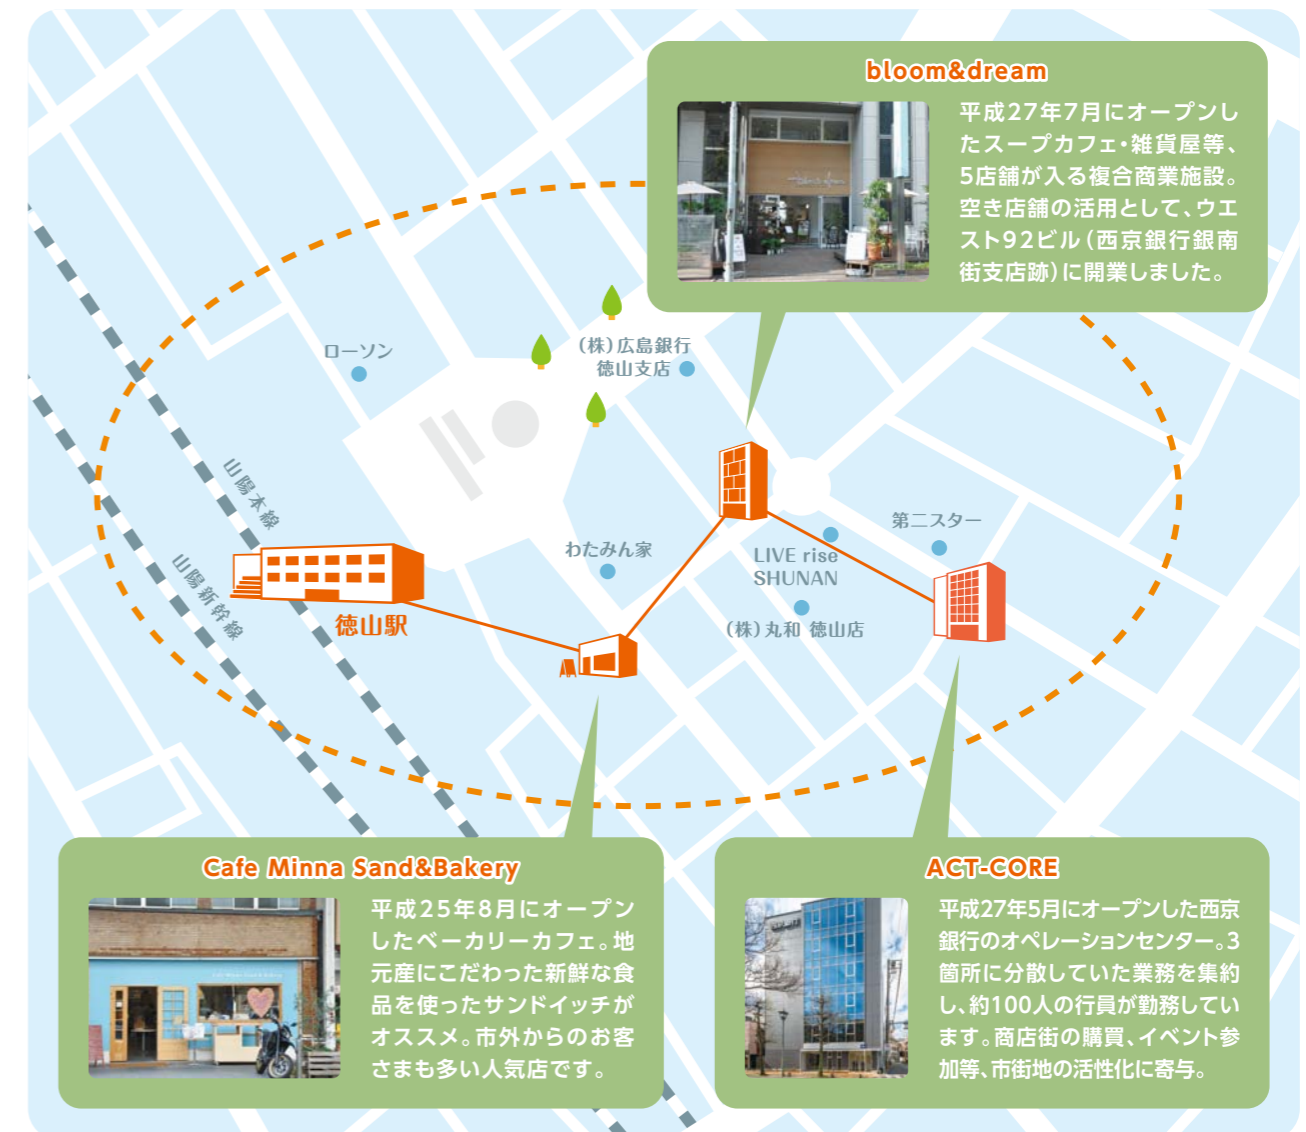 bloom&dream
平成27年7月にオープンし
たスープカフェ・雑貨屋等、
5店舗が入る複合商業施設。
空き店舗の活用として、ウエ
スト92ビル（西京銀行銀南
街支店跡）に開業しました。
ローソン
（株）広島銀行
徳山支店
山陽本線
山陽新幹線
徳山駅
わたみん家
LIVE rise
SHUNAN
第二スター
（株）丸和 徳山店
Cafe Minna Sand&Bakery
平成25年8月にオープン
したベーカリーカフェ。地
元産にこだわった新鮮な食
品を使ったサンドイッチが
オススメ。市外からのお客
さまも多い人気店です。
ACT-CORE
平成27年5月にオープンした西京
銀行のオペレーションセンター。3
箇所に分散していた業務を集約
し、約100人の行員が勤務してい
ます。商店街の購買、イベント参
加等、市街地の活性化に寄与。